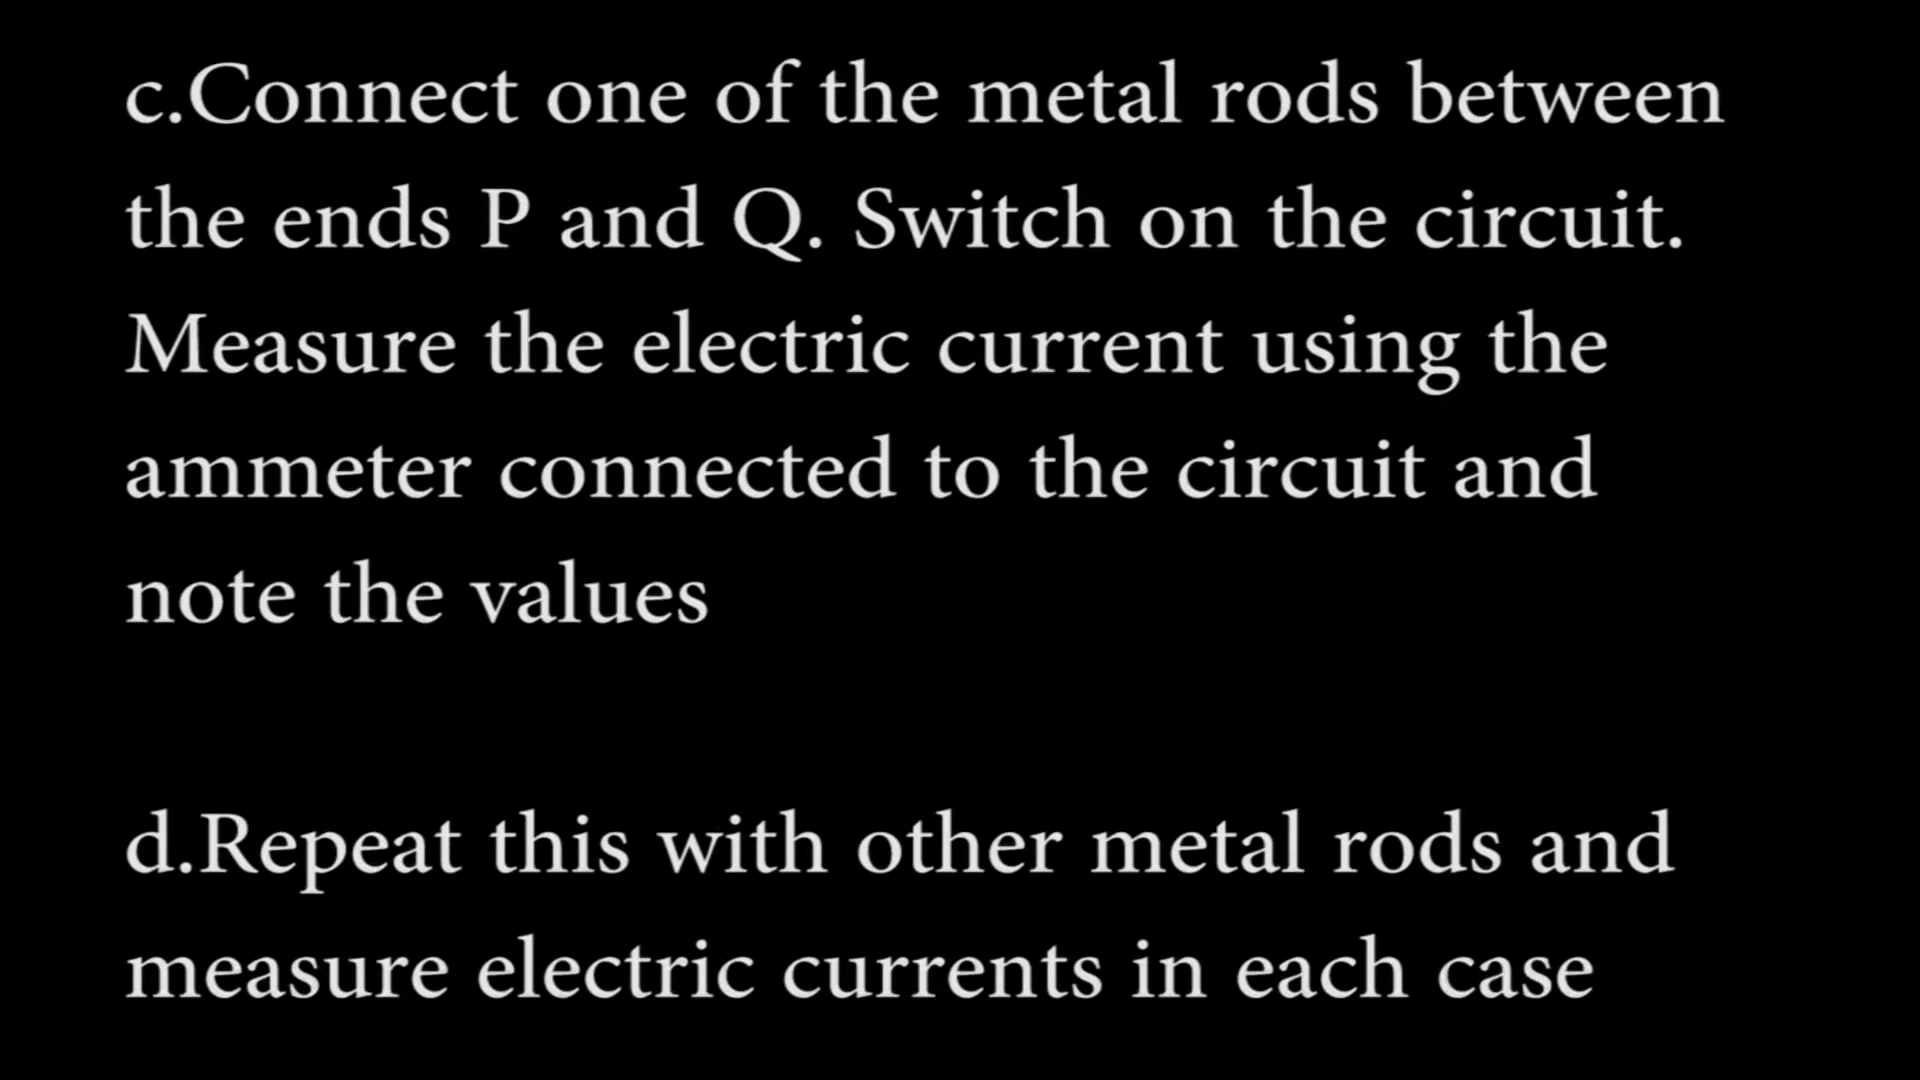 c.Connect one of the metal rods between
the ends P and Q. Switch on the circuit.
Measure the electric current using the
ammeter connected to the circuit and
note the values
d.Repeat this with other metal rods and
measure electric currents in each case